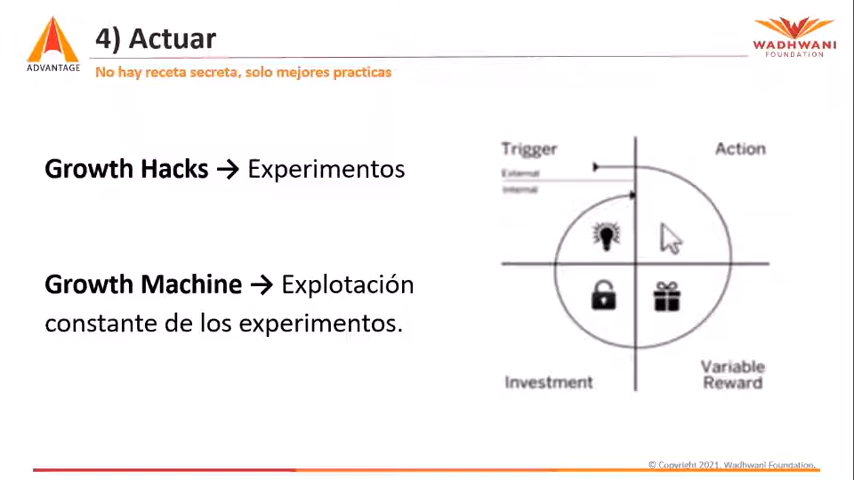 ADVANTAGE
4) Actuar
No hay receta secreta, solo mejores practicas
WADHWANI
FOUNDATION
Growth Hacks → Experimentos
Growth Machine → Explotación
constante de los experimentos.
Trigger
External
Internal
Action
Investment
Variable
Reward
© Copyright 2021, Wadhwani Foundation.